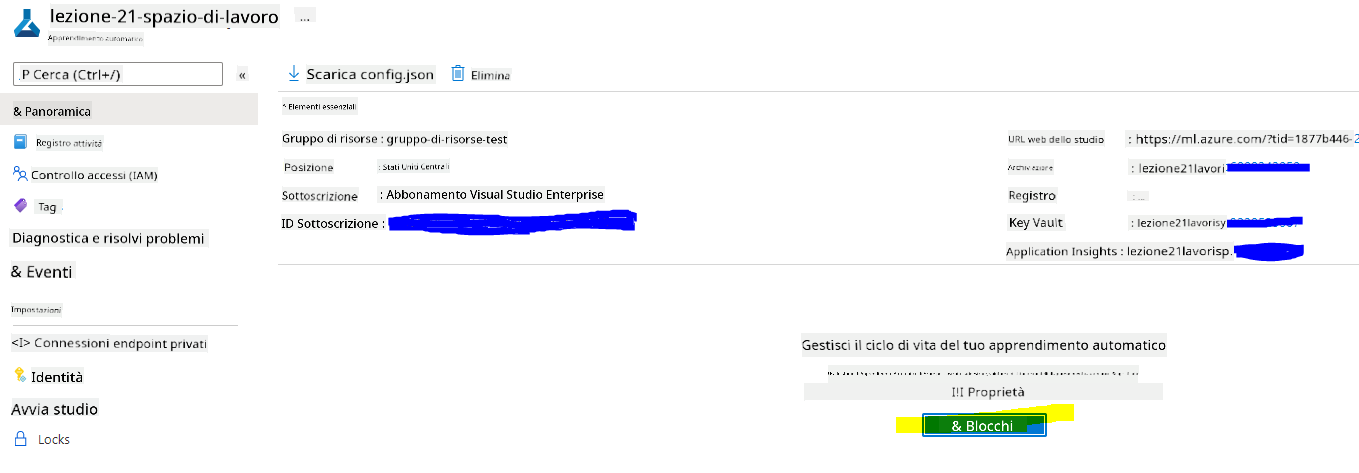 lezione-21-spazio-di-lavoro ...
Apprendimento automatico
P Cerca (Ctrl+/) «
& Panoramica
Registro attività
Controllo accessi (IAM)
Tag
Diagnostica e risolvi problemi
& Eventi
Impostazioni
<I> Connessioni endpoint privati
Identità
Avvia studio
Locks
Scarica config.json Elimina
^ Elementi essenziali
Gruppo di risorse : gruppo-di-risorse-test
Posizione : Stati Uniti Centrali
Sottoscrizione : Abbonamento Visual Studio Enterprise
ID Sottoscrizione :
URL web dello studio : https://ml.azure.com/?tid=1877b446-2
Archiviazione : lezione21lavori
Registro : ...
Key Vault : lezione21lavorisy
Application Insights : lezione21lavorisp.
Gestisci il ciclo di vita del tuo apprendimento automatico
I!I Proprietà
& Blocchi